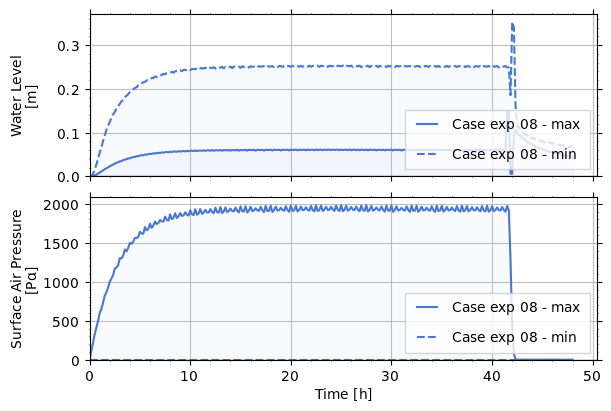 Water Level
[m]
0.3
0.2
0.1
0.0
Case exp 08 - max
Case exp 08 - min
Surface Air Pressure
[Pa]
2000
1500
1000
500
0
Case exp 08 - max
Case exp 08 - min
0 10 20 30 40 50
Time [h]